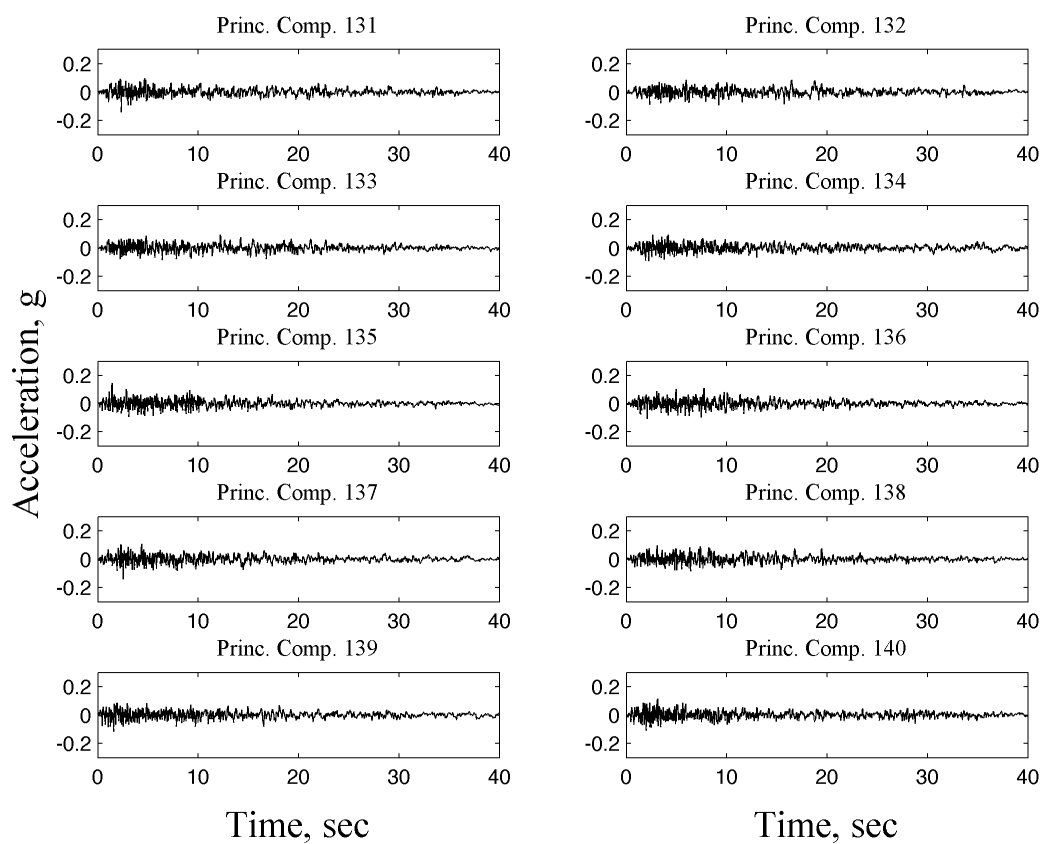 Princ. Comp. 131
0.2
0
-0.2
0 10 20 30 40
Princ. Comp. 132
0.2
0
-0.2
0 10 20 30 40
Princ. Comp. 133
0.2
0
-0.2
0 10 20 30 40
Princ. Comp. 134
0.2
0
-0.2
0 10 20 30 40
Princ. Comp. 135
0.2
0
-0.2
0 10 20 30 40
Princ. Comp. 136
0.2
0
-0.2
0 10 20 30 40
Princ. Comp. 137
0.2
0
-0.2
0 10 20 30 40
Princ. Comp. 138
0.2
0
-0.2
0 10 20 30 40
Princ. Comp. 139
0.2
0
-0.2
0 10 20 30 40
Princ. Comp. 140
0.2
0
-0.2
0 10 20 30 40
Acceleration, g
Time, sec
Time, sec